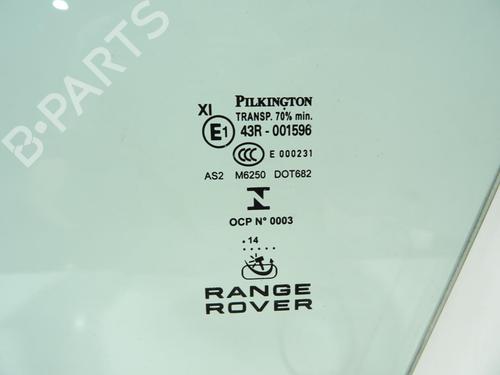 B-PARTS
PILKINGTON
XI
TRANSP. 70% min.
E1 43R - 001596
CCC E 000231
AS2 M6250 DOT682
N
OCP N° 0003
. 14
.....
RANGE
ROVER